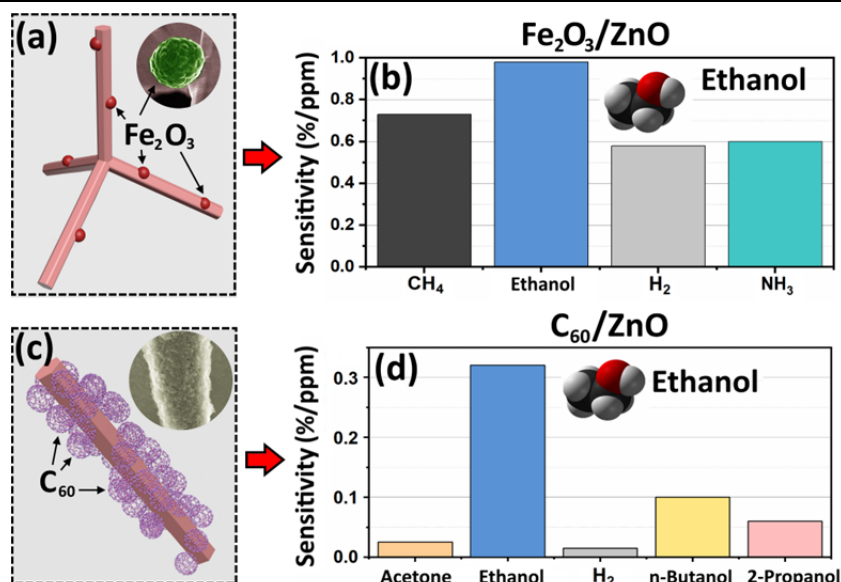 (a)
Fe₂O₃
Fe₂O₃/ZnO
(b)
Ethanol
Sensitivity (%/ppm)
1.0
0.8
0.6
0.4
0.2
0.0
CH₄ Ethanol H₂ NH₃
(c)
C₆₀
C₆₀/ZnO
(d)
Ethanol
Sensitivity (%/ppm)
0.3
0.2
0.1
0.0
Acetone Ethanol H₂ n-Butanol 2-Propanol